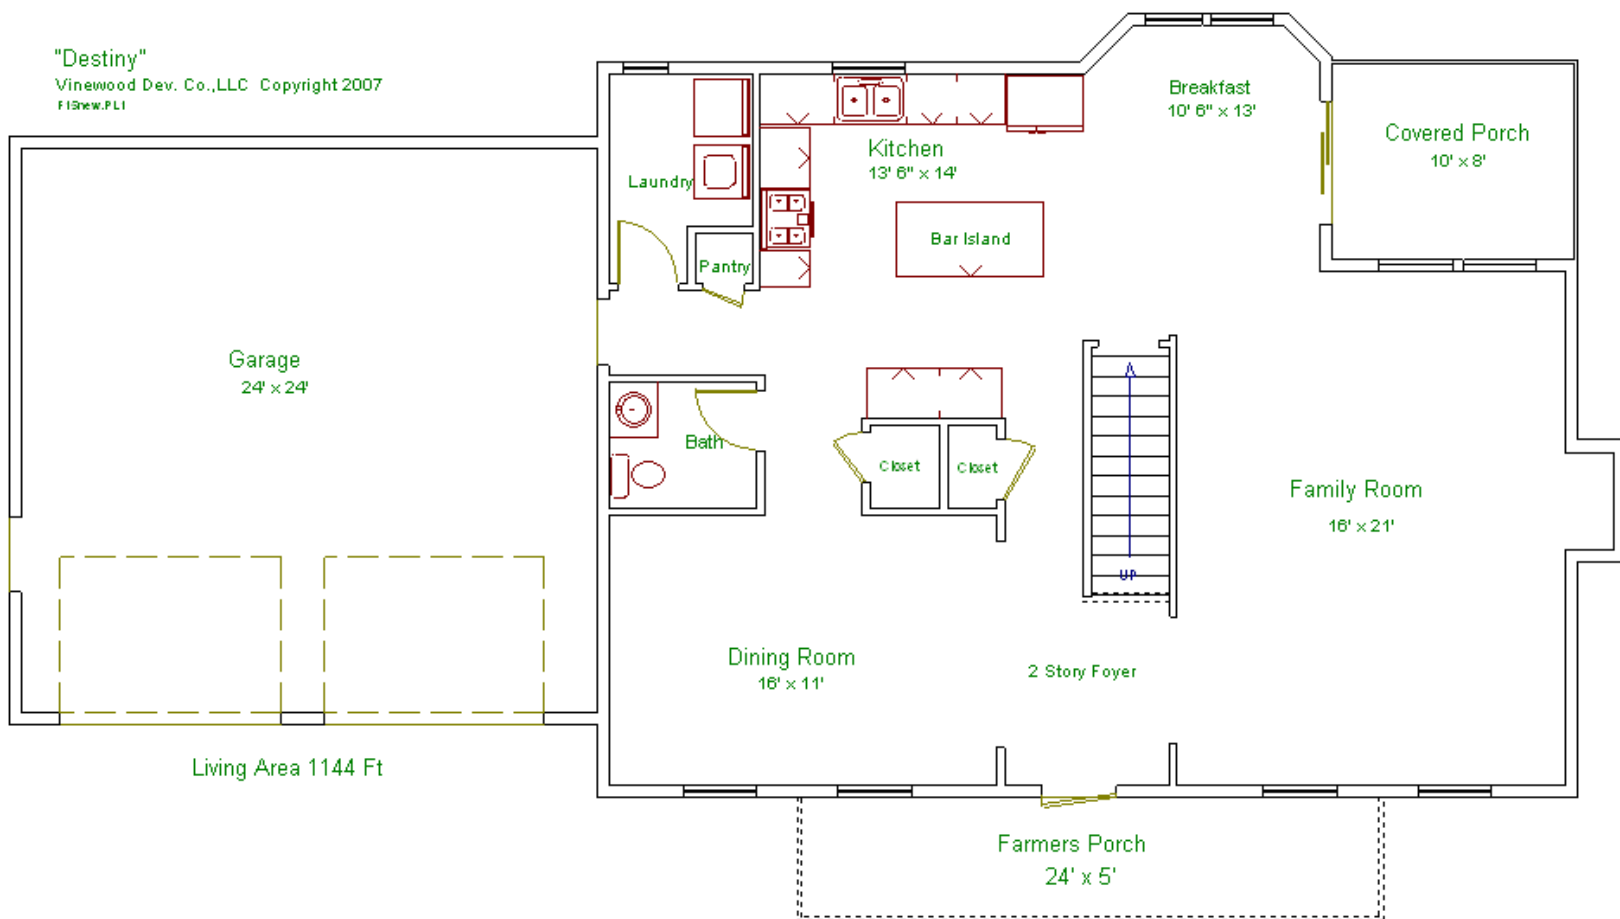 "Destiny"
Vinewood Dev. Co.,LLC  Copyright 2007
F15new.PL1
Breakfast
10' 6" x 13'
Covered Porch
10' x 8'
Kitchen
13' 6" x 14'
Laundry
Bar Island
Pantry
Garage
24' x 24'
Bath
Closet
Closet
Family Room
16' x 21'
UP
Dining Room
16' x 11'
2 Story Foyer
Living Area 1144 Ft
Farmers Porch
24' x 5'